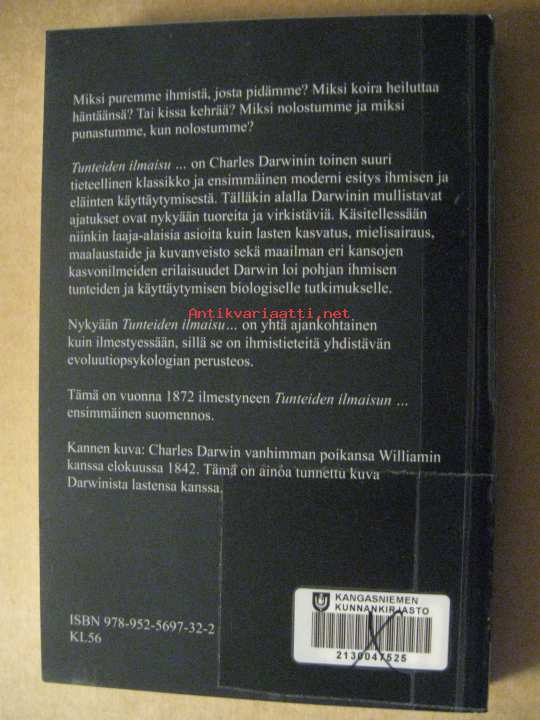 Miksi puremme ihmistä, josta pidämme? Miksi koira heiluttaa
häntäänsä? Tai kissa kehrää? Miksi nolostumme ja miksi
punastumme, kun nolostumme?
Tunteiden ilmaisu ... on Charles Darwinin toinen suuri
tieteellinen klassikko ja ensimmäinen moderni esitys ihmisen ja
eläinten käyttäytymisestä. Tälläkin alalla Darwinin mullistavat
ajatukset ovat nykyään tuoreita ja virkistäviä. Käsitellessään
niinkin laaja-alaisia asioita kuin lasten kasvatus, mielisairaus,
maalaustaide ja kuvanveisto sekä maailman eri kansojen
kasvonilmeiden erilaisuudet Darwin loi pohjan ihmisen
tunteiden ja käyttäytymisen biologiselle tutkimukselle.
Antikvariaatti.net
Nykyään Tunteiden ilmaisu... on yhtä ajankohtainen
kuin ilmestyessään, sillä se on ihmistieteitä yhdistävän
evoluutiopsykologian perusteos.
Tämä on vuonna 1872 ilmestyneen Tunteiden ilmaisun ...
ensimmäinen suomennos.
Kannen kuva: Charles Darwin vanhimman poikansa Williamin
kanssa elokuussa 1842. Tämä on ainoa tunnettu kuva
Darwinista lastensa kanssa.
ISBN 978-952-5697-32-2
KL56
KANGASNIEMEN
KUNNANKIRJASTO
2130047525